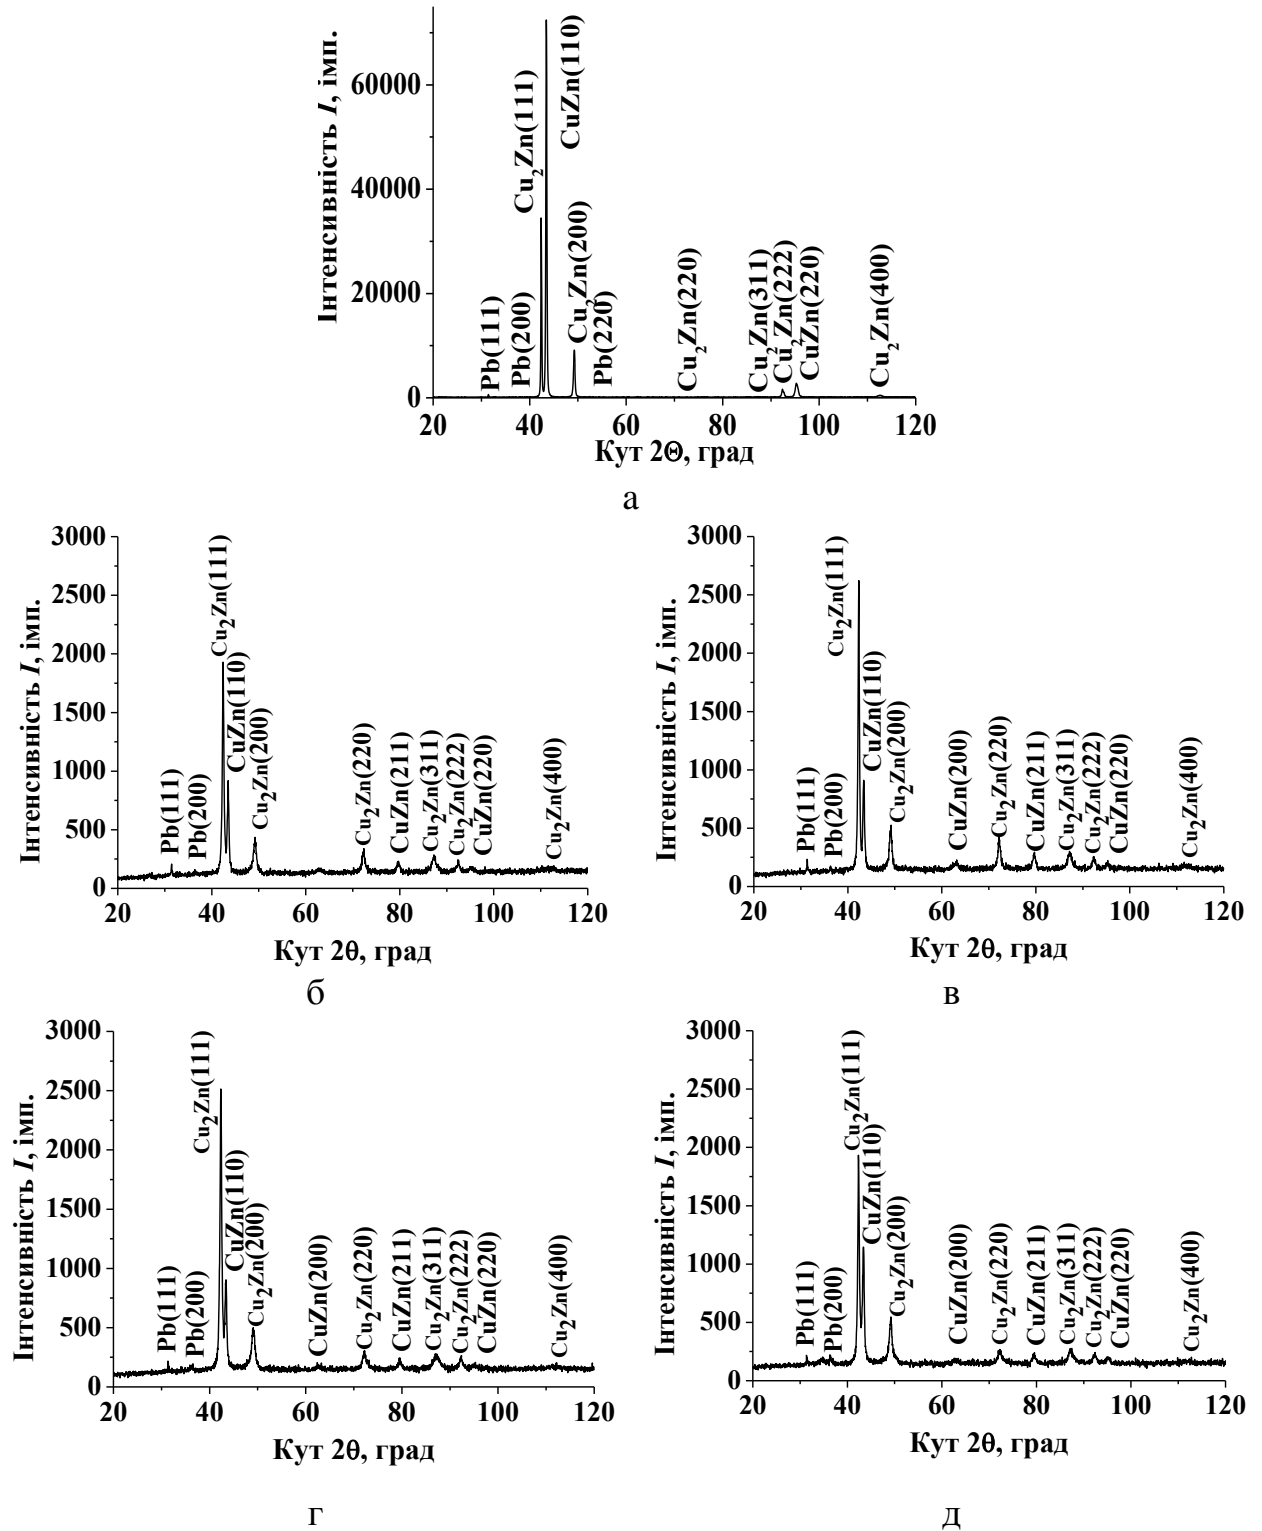 Інтенсивність I, імп.
60000
40000
20000
0
Pb(111)
Pb(200)
Cu2Zn(111)
CuZn(110)
Cu2Zn(200)
Pb(220)
Cu2Zn(220)
Cu2Zn(311)
Cu2Zn(222)
CuZn(220)
Cu2Zn(400)
20 40 60 80 100 120
Кут 2Θ, град
а
Інтенсивність I, імп.
3000
2500
2000
1500
1000
500
0
Pb(111)
Pb(200)
Cu2Zn(111)
CuZn(110)
Cu2Zn(200)
Cu2Zn(220)
CuZn(211)
Cu2Zn(311)
Cu2Zn(222)
CuZn(220)
Cu2Zn(400)
20 40 60 80 100 120
Кут 2θ, град
б
Інтенсивність I, імп.
3000
2500
2000
1500
1000
500
0
Pb(111)
Pb(200)
Cu2Zn(111)
CuZn(110)
Cu2Zn(200)
CuZn(200)
Cu2Zn(220)
CuZn(211)
Cu2Zn(311)
Cu2Zn(222)
CuZn(220)
Cu2Zn(400)
20 40 60 80 100 120
Кут 2θ, град
в
Інтенсивність I, імп.
3000
2500
2000
1500
1000
500
0
Pb(111)
Pb(200)
Cu2Zn(111)
CuZn(110)
Cu2Zn(200)
CuZn(200)
Cu2Zn(220)
CuZn(211)
Cu2Zn(311)
Cu2Zn(222)
CuZn(220)
Cu2Zn(400)
20 40 60 80 100 120
Кут 2θ, град
г
Інтенсивність I, імп.
3000
2500
2000
1500
1000
500
0
Pb(111)
Pb(200)
Cu2Zn(111)
CuZn(110)
Cu2Zn(200)
CuZn(200)
Cu2Zn(220)
CuZn(211)
Cu2Zn(311)
Cu2Zn(222)
CuZn(220)
Cu2Zn(400)
20 40 60 80 100 120
Кут 2θ, град
д